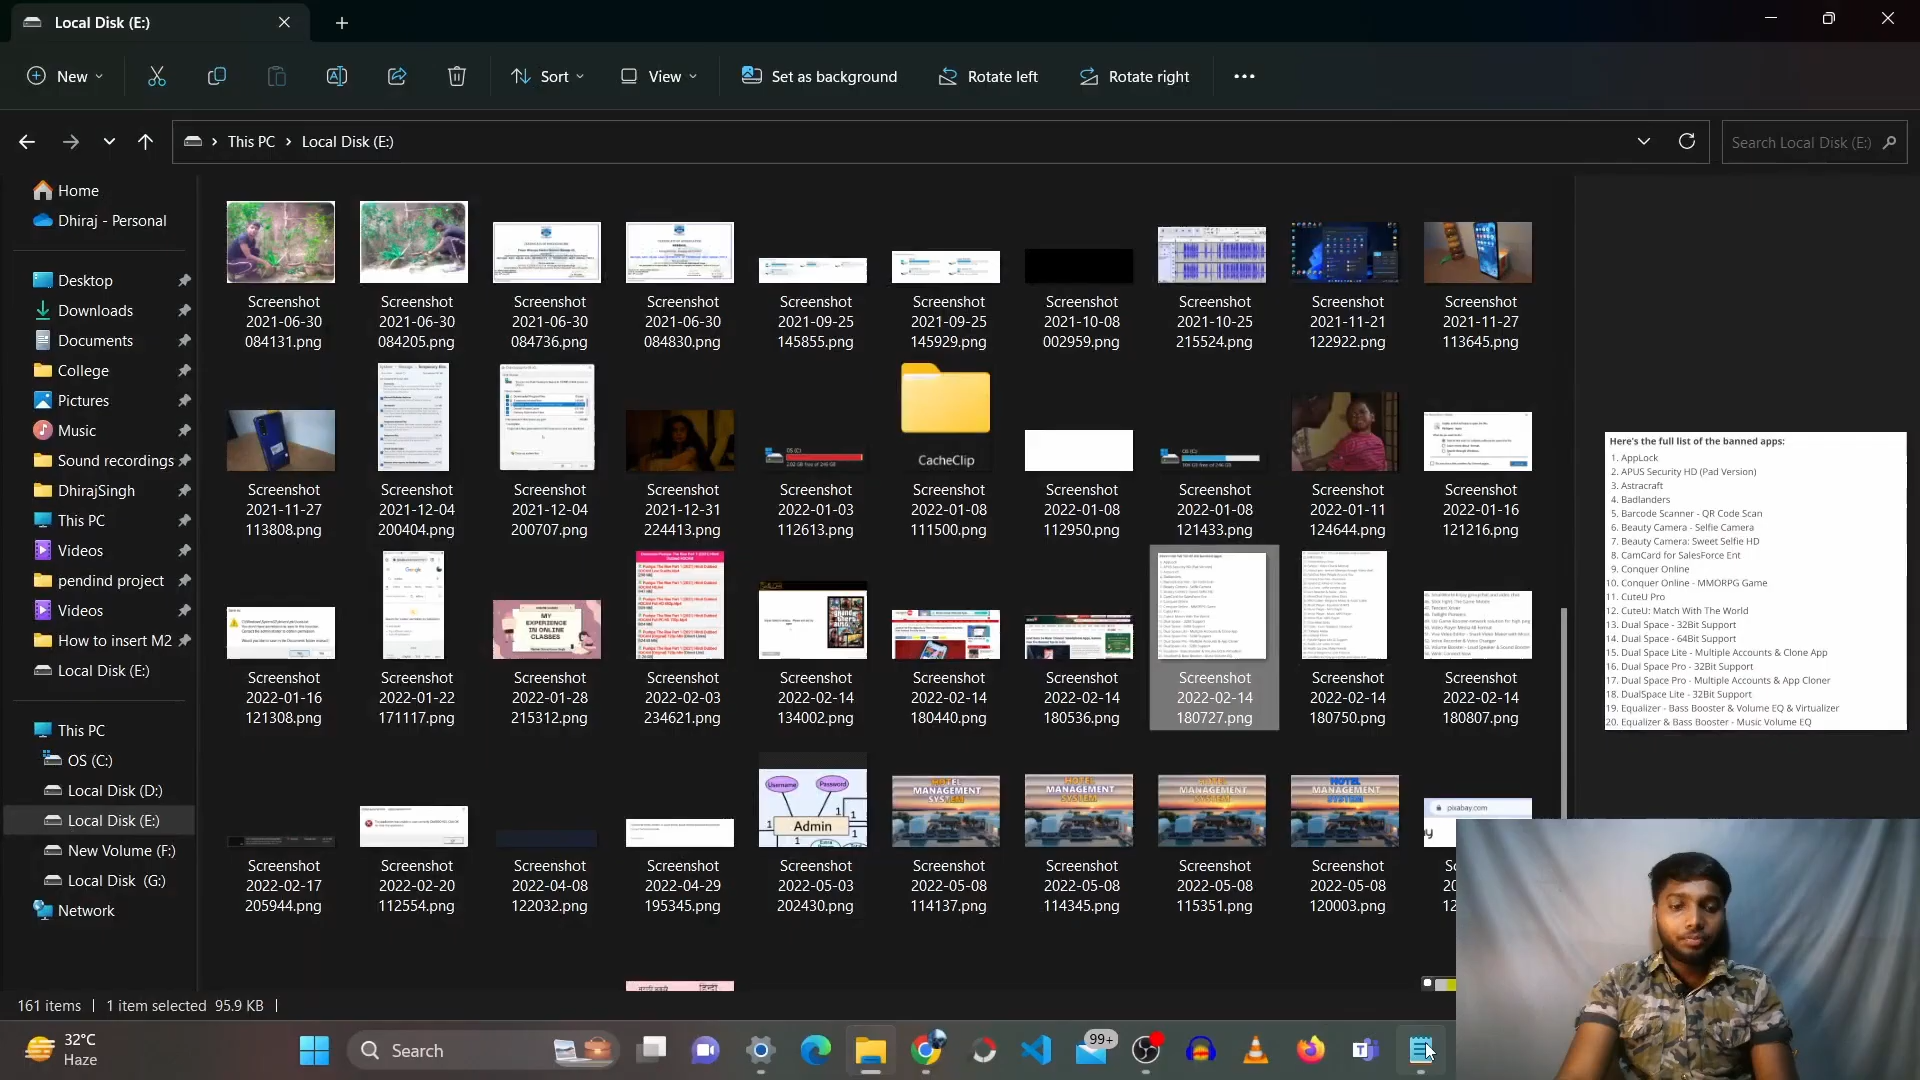 Local Disk (E:)
New
Sort
View
Set as background
Rotate left
Rotate right
This PC
Local Disk (E:)
Search Local Disk (E:)
Home
Dhiraj - Personal
Desktop
Downloads
Documents
College
Pictures
Music
Sound recordings
DhirajSingh
This PC
Videos
pendind project
Videos
How to insert M2
Local Disk (E:)
This PC
OS (C:)
Local Disk (D:)
Local Disk (E:)
New Volume (F:)
Local Disk (G:)
Network
Screenshot 2021-06-30 084131.png
Screenshot 2021-06-30 084205.png
Screenshot 2021-06-30 084736.png
Screenshot 2021-06-30 084830.png
Screenshot 2021-09-25 145855.png
Screenshot 2021-09-25 145929.png
Screenshot 2021-10-08 002959.png
Screenshot 2021-10-25 215524.png
Screenshot 2021-11-21 122922.png
Screenshot 2021-11-27 113645.png
CacheClip
Screenshot 2021-11-27 113808.png
Screenshot 2021-12-04 200404.png
Screenshot 2021-12-04 200707.png
Screenshot 2021-12-31 224413.png
Screenshot 2022-01-03 112613.png
Screenshot 2022-01-08 111500.png
Screenshot 2022-01-08 112950.png
Screenshot 2022-01-08 121433.png
Screenshot 2022-01-11 124644.png
Screenshot 2022-01-16 121216.png
MY
EXPERIENCE
IN ONLINE
CLASSES
Screenshot 2022-01-16 121308.png
Screenshot 2022-01-22 171117.png
Screenshot 2022-01-28 215312.png
Screenshot 2022-02-03 234621.png
Screenshot 2022-02-14 134002.png
Screenshot 2022-02-14 180440.png
Screenshot 2022-02-14 180536.png
Screenshot 2022-02-14 180727.png
Screenshot 2022-02-14 180750.png
Screenshot 2022-02-14 180807.png
Username
Password
Admin
HOTEL
MANAGEMENT
SYSTEM
HOTEL
MANAGEMENT
SYSTEM
HOTEL
MANAGEMENT
SYSTEM
HOTEL
MANAGEMENT
SYSTEM
pixabay.com
Screenshot 2022-02-17 205944.png
Screenshot 2022-02-20 112554.png
Screenshot 2022-04-08 122032.png
Screenshot 2022-04-29 195345.png
Screenshot 2022-05-03 202430.png
Screenshot 2022-05-08 114137.png
Screenshot 2022-05-08 114345.png
Screenshot 2022-05-08 115351.png
Screenshot 2022-05-08 120003.png
Here's the full list of the banned apps:
1. AppLock
2. APUS Security HD (Pad Version)
3. Astracraft
4. Badlanders
5. Barcode Scanner - QR Code Scan
6. Beauty Camera - Selfie Camera
7. Beauty Camera: Sweet Selfie HD
8. CamCard for SalesForce Ent
9. Conquer Online
10. Conquer Online - MMORPG Game
11. CuteU Pro
12. CuteU: Match With The World
13. Dual Space - 32Bit Support
14. Dual Space - 64Bit Support
15. Dual Space Lite - Multiple Accounts & Clone App
16. Dual Space Pro - 32Bit Support
17. Dual Space Pro - Multiple Accounts & App Cloner
18. DualSpace Lite - 32Bit Support
19. Equalizer - Bass Booster & Volume EQ & Virtualizer
20. Equalizer & Bass Booster - Music Volume EQ
161 items
1 item selected 95.9 KB
32°C
Haze
Search
99+